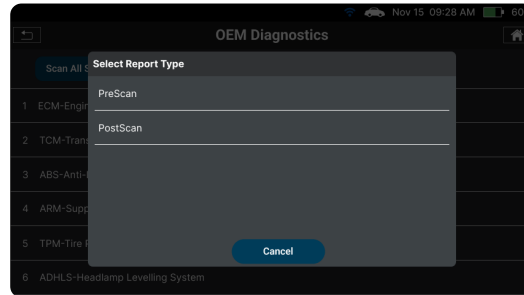 Nov 15 09:28 AM 60
OEM Diagnostics
Scan All S
Select Report Type
PreScan
PostScan
1 ECM-Engin
2 TCM-Trans
3 ABS-Anti-
4 ARM-Supp
5 TPM-Tire
6 ADHLS-Headlamp Levelling System
Cancel